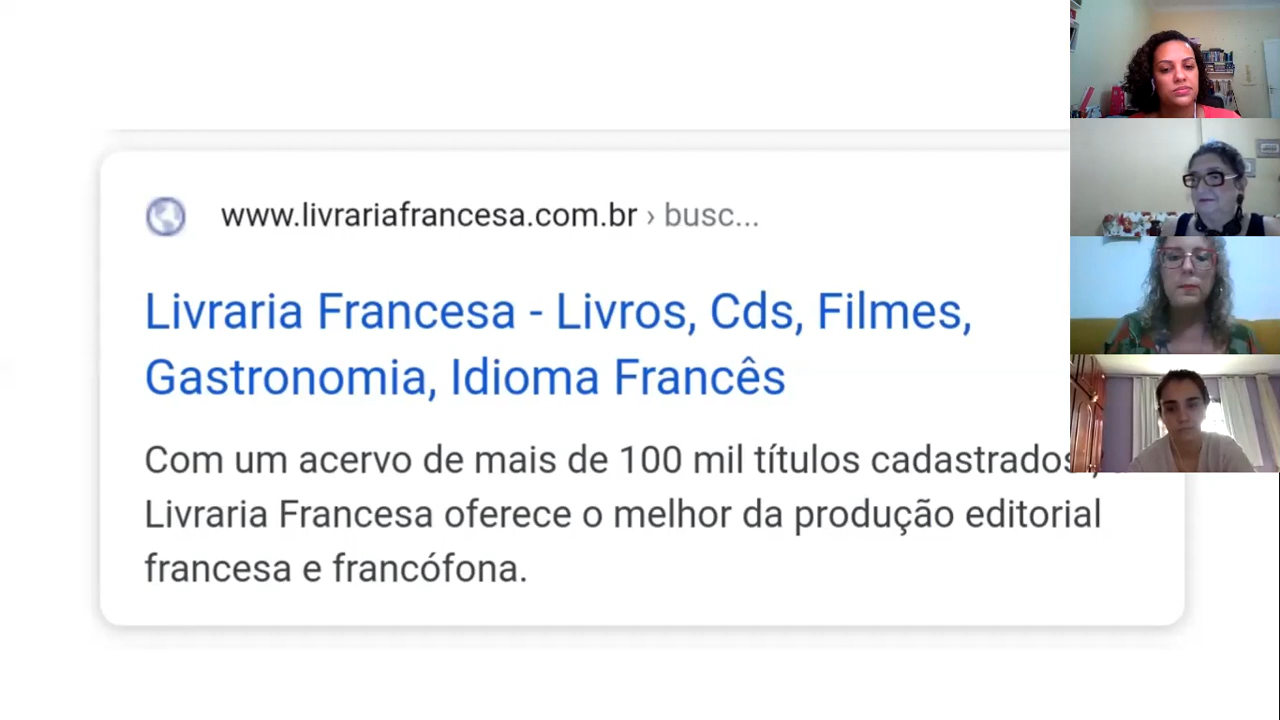 www.livrariafrancesa.com.br › busc...
Livraria Francesa - Livros, Cds, Filmes,
Gastronomia, Idioma Francês
Com um acervo de mais de 100 mil títulos cadastrados,
Livraria Francesa oferece o melhor da produção editorial
francesa e francófona.